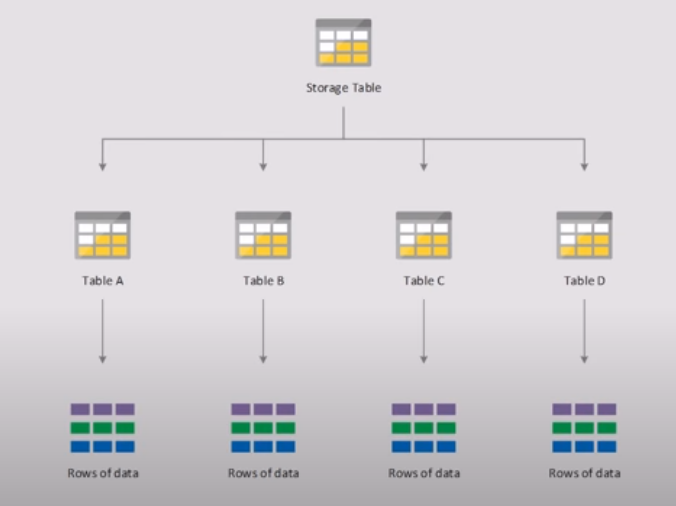 Storage Table
Table A
Table B
Table C
Table D
Rows of data
Rows of data
Rows of data
Rows of data